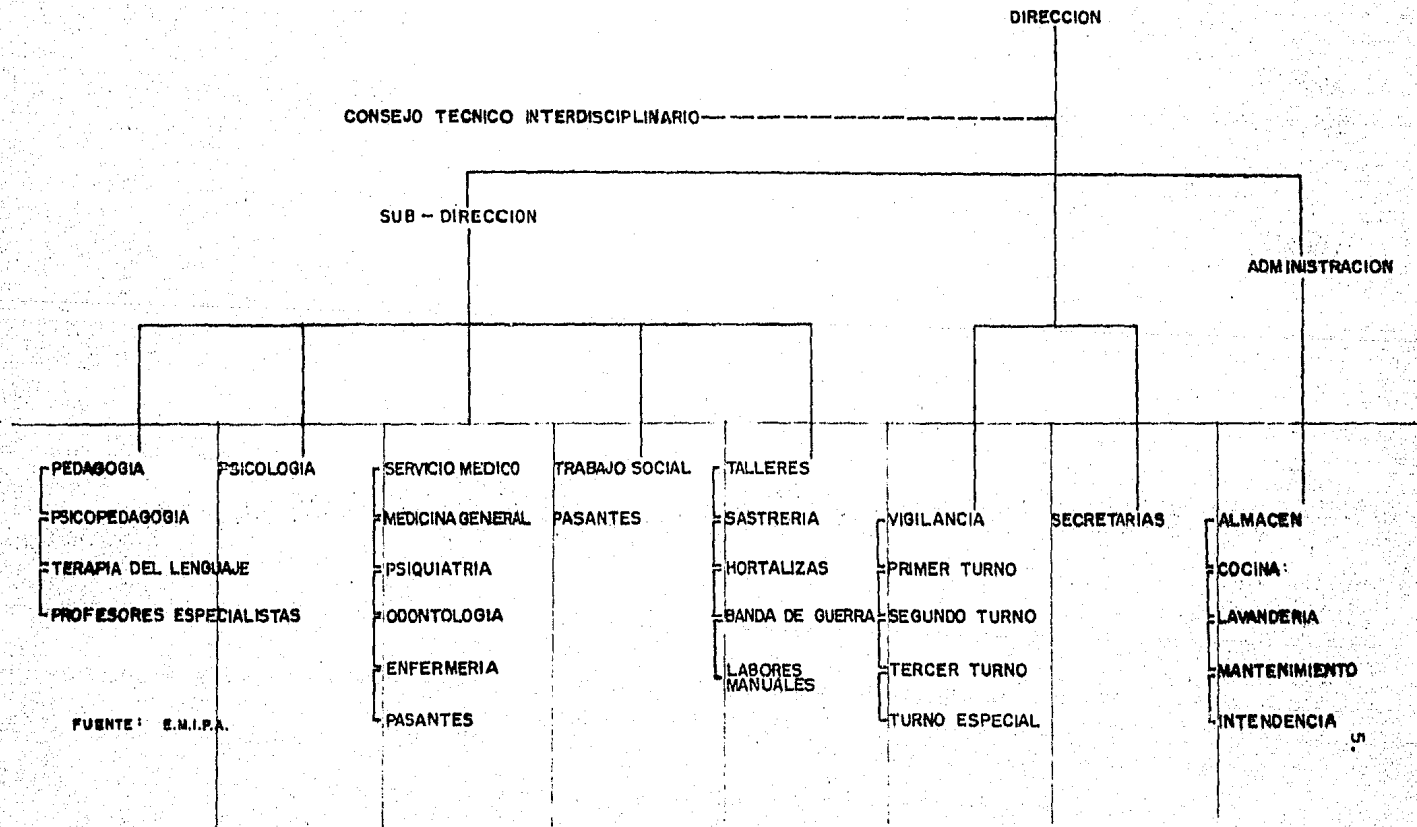 DIRECCION
CONSEJO TECNICO INTERDISCIPLINARIO
SUB - DIRECCION
ADMINISTRACION
PEDAGOGIA
PSICOPEDAGOGIA
TERAPIA DEL LENGUAJE
PROFESORES ESPECIALISTAS
PSICOLOGIA
SERVICIO MEDICO
MEDICINA GENERAL
PSIQUIATRIA
ODONTOLOGIA
ENFERMERIA
PASANTES
TRABAJO SOCIAL
PASANTES
TALLERES
SASTRERIA
HORTALIZAS
BANDA DE GUERRA
LABORES
MANUALES
VIGILANCIA
PRIMER TURNO
SEGUNDO TURNO
TERCER TURNO
TURNO ESPECIAL
SECRETARIAS
ALMACEN
COCINA
LAVANDERIA
MANTENIMIENTO
INTENDENCIA
FUENTE: E.M.I.P.A.
5.